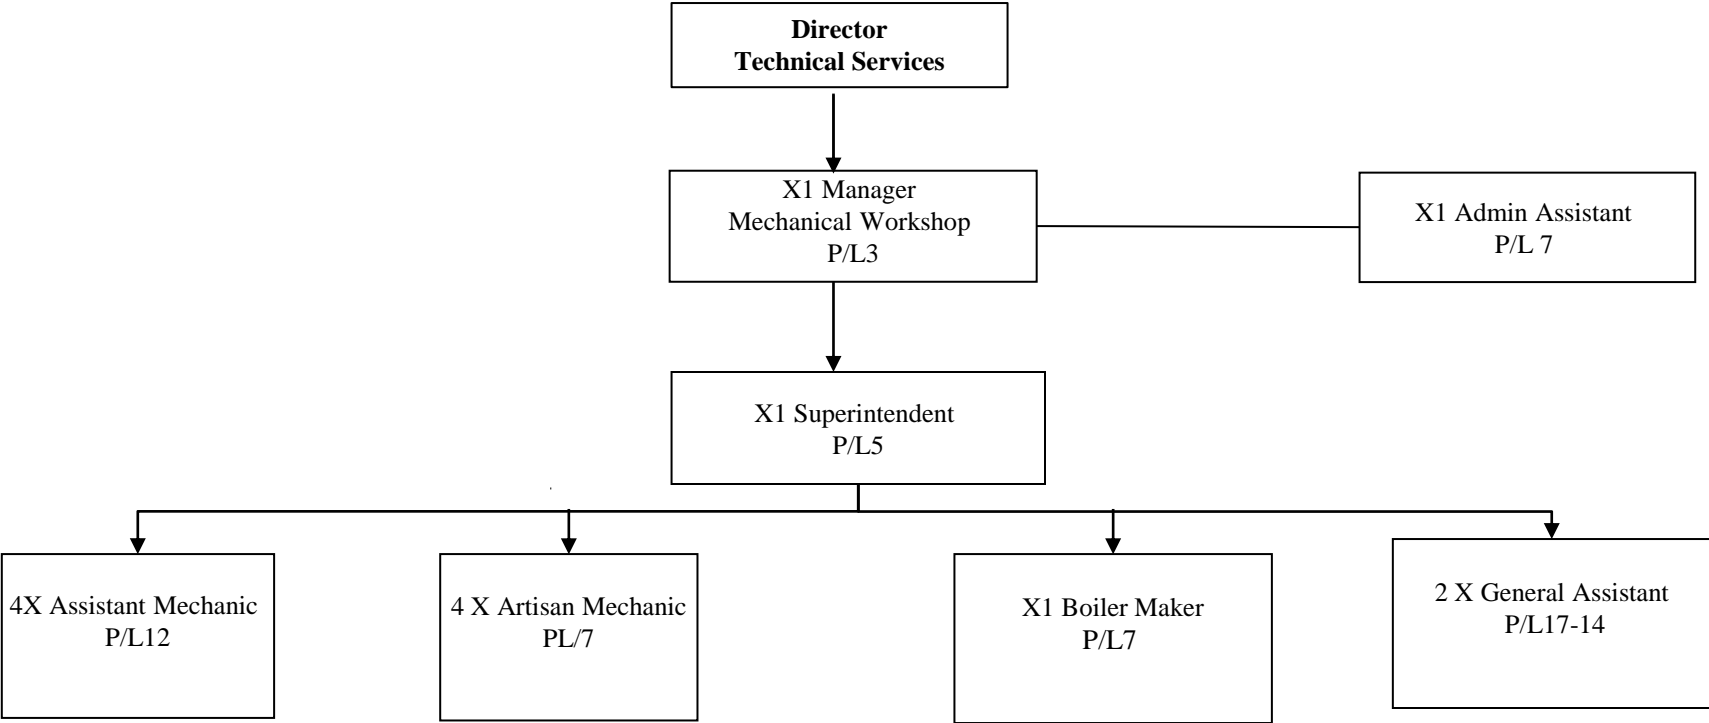 Director
Technical Services
X1 Manager
Mechanical Workshop
P/L3
X1 Admin Assistant
P/L 7
X1 Superintendent
P/L5
4X Assistant Mechanic
P/L12
4 X Artisan Mechanic
PL/7
X1 Boiler Maker
P/L7
2 X General Assistant
P/L17-14